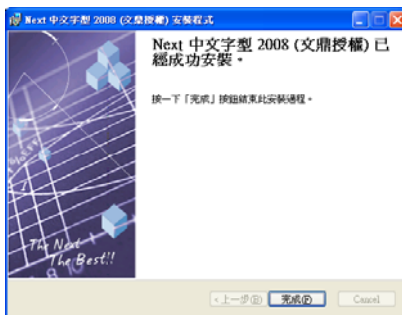 Next 中文字型 2008 (文鼎授權) 安裝程式
Next 中文字型 2008 (文鼎授權) 已
經成功安裝。
按一下「完成」按鈕結束此安裝過程。
The Next
The Best!!
<上一步(B)
完成(F)
Cancel